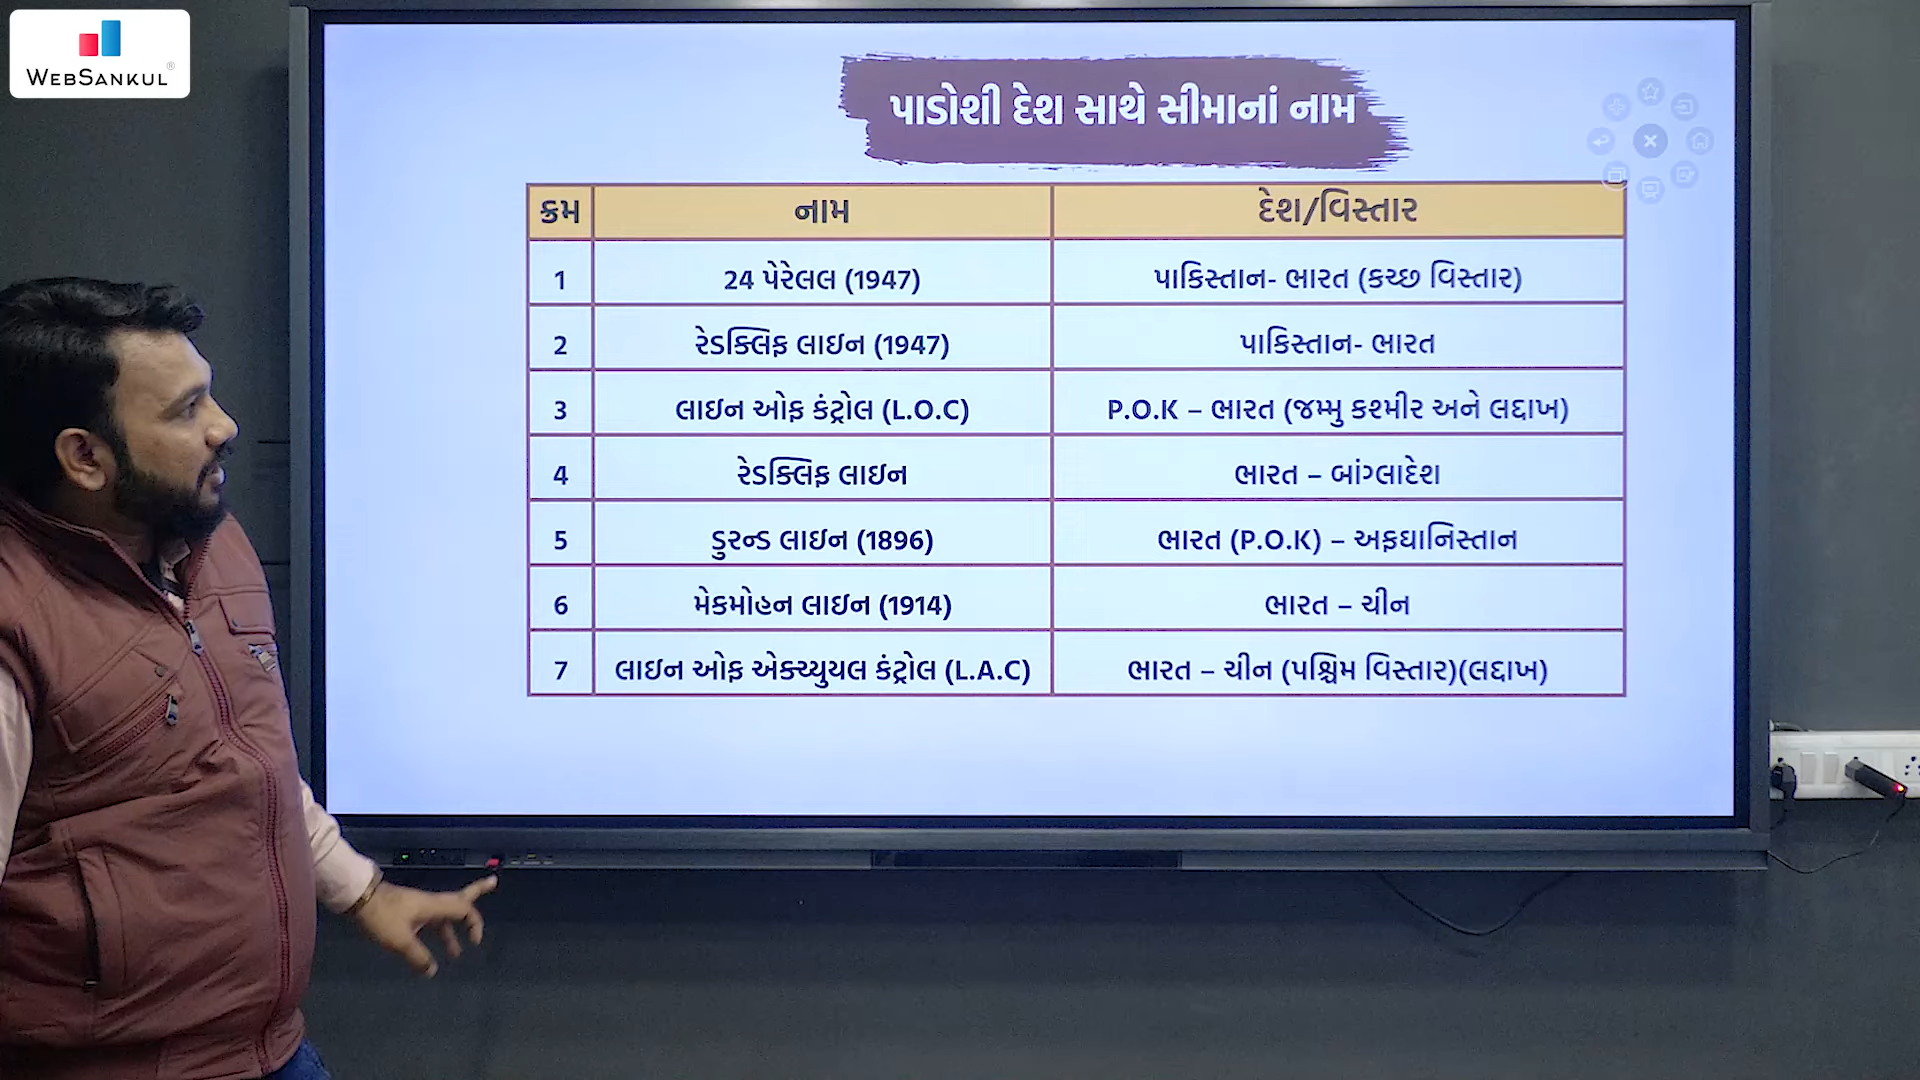 WEBSANKUL®
પાડોશી દેશ સાથે સીમાનાં નામ
ક્રમ નામ દેશ/વિસ્તાર
1 24 પેરેલલ (1947) પાકિસ્તાન- ભારત (કચ્છ વિસ્તાર)
2 રેડક્લિફ લાઇન (1947) પાકિસ્તાન- ભારત
3 લાઇન ઓફ કંટ્રોલ (L.O.C) P.O.K – ભારત (જમ્મુ કશ્મીર અને લદ્દાખ)
4 રેડક્લિફ લાઇન ભારત – બાંગ્લાદેશ
5 ડુરન્ડ લાઇન (1896) ભારત (P.O.K) – અફઘાનિસ્તાન
6 મેકમોહન લાઇન (1914) ભારત – ચીન
7 લાઇન ઓફ એક્ચ્યુયલ કંટ્રોલ (L.A.C) ભારત – ચીન (પશ્ચિમ વિસ્તાર)(લદ્દાખ)